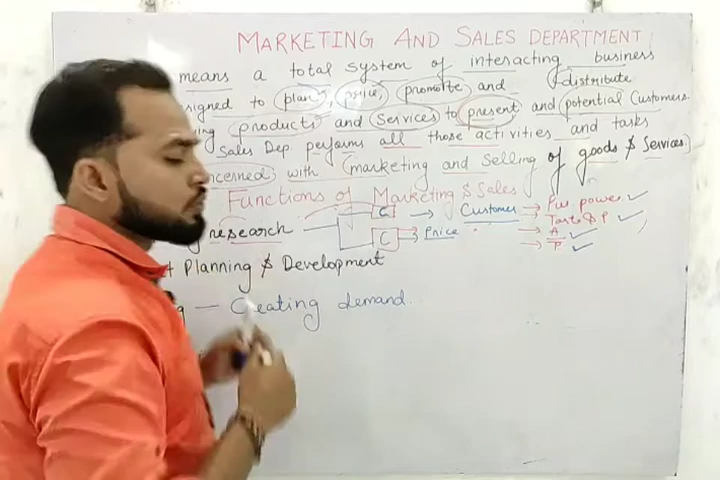 MARKETING AND SALES DEPARTMENT
means a total system of interacting business
signed to plan, price, promote and distribute
ing products and Services to present and potential Customers.
Sales Dep performs all those activities and tasks
concerned with marketing and Selling of goods & Services.
Functions of Marketing & Sales
research C → Customer → Pur power ✓
→ Taste & P ✓
C → Price → A ✓
→ P ✓
t Planning & Development
g — Creating demand